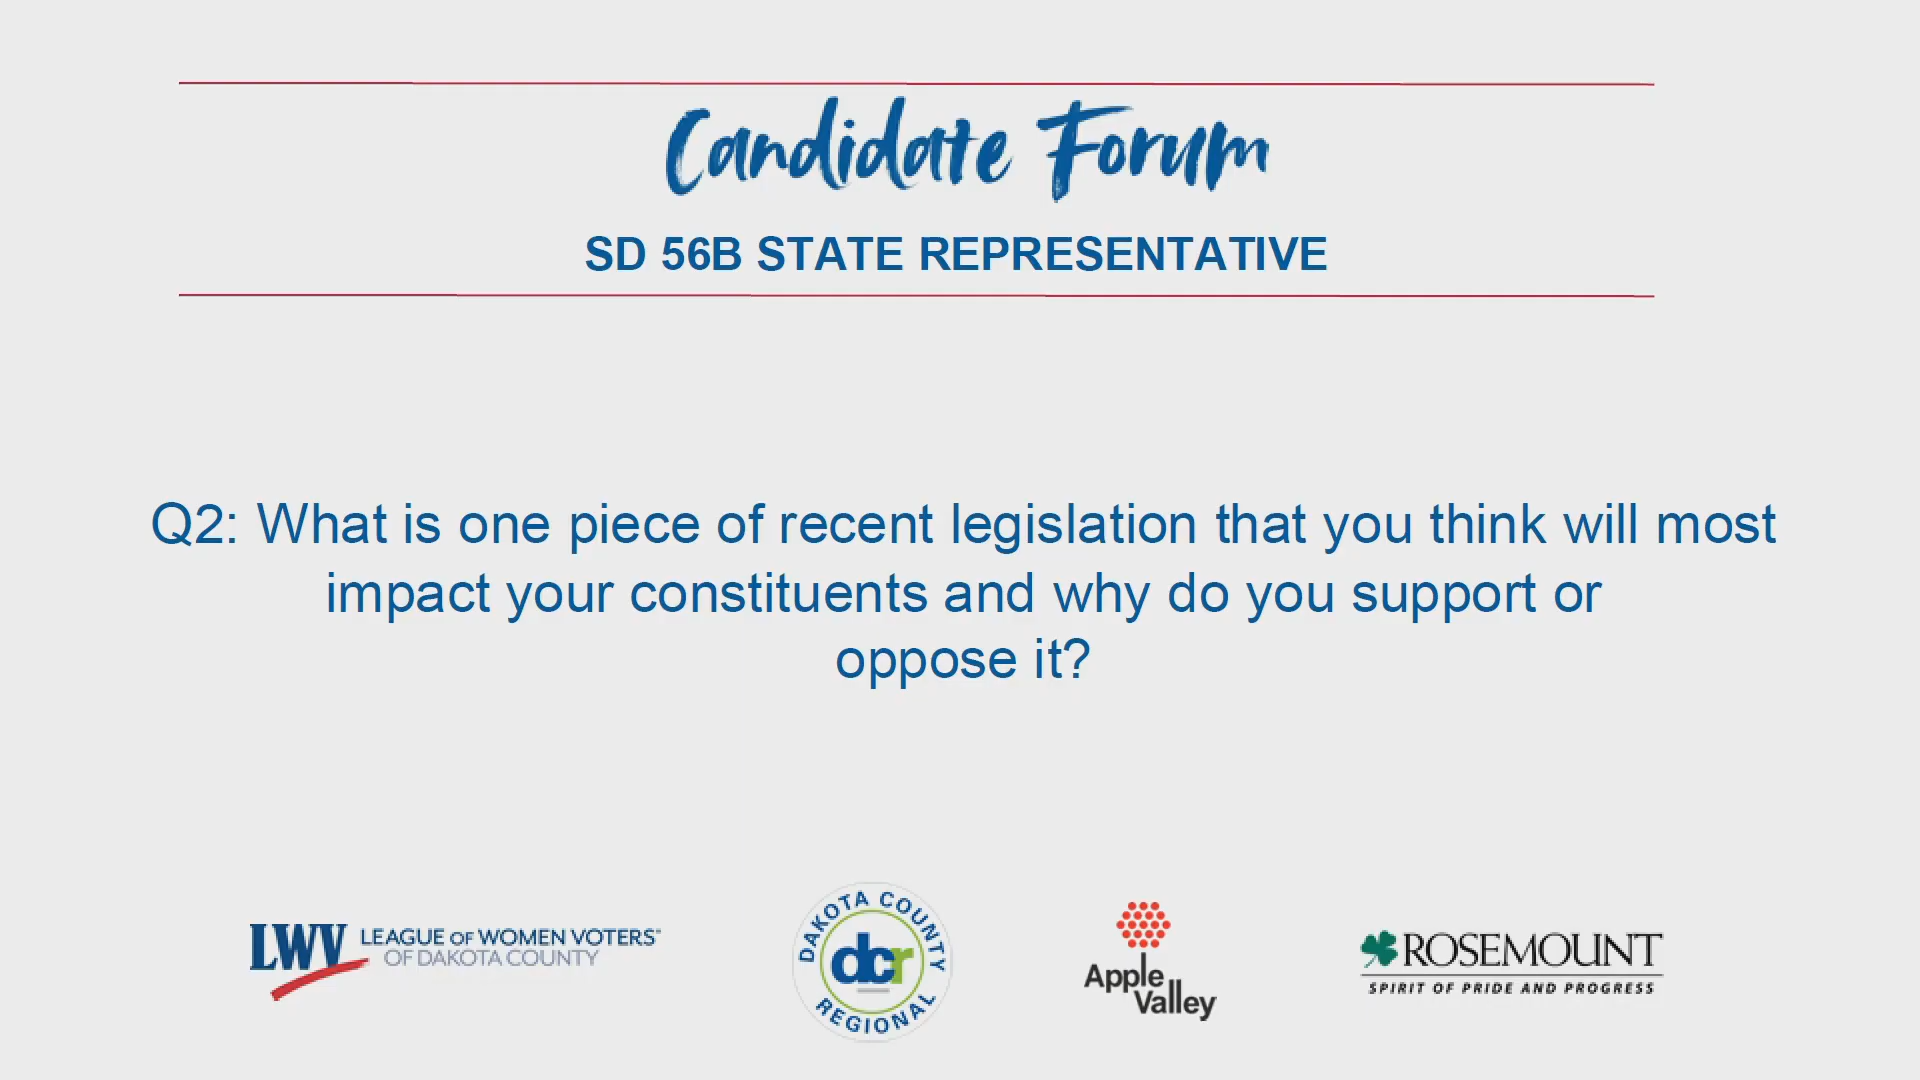 Candidate Forum
SD 56B STATE REPRESENTATIVE
Q2: What is one piece of recent legislation that you think will most
impact your constituents and why do you support or
oppose it?
LWV LEAGUE OF WOMEN VOTERS®
OF DAKOTA COUNTY
DAKOTA COUNTY
dcr
REGIONAL
Apple
Valley
ROSEMOUNT
SPIRIT OF PRIDE AND PROGRESS